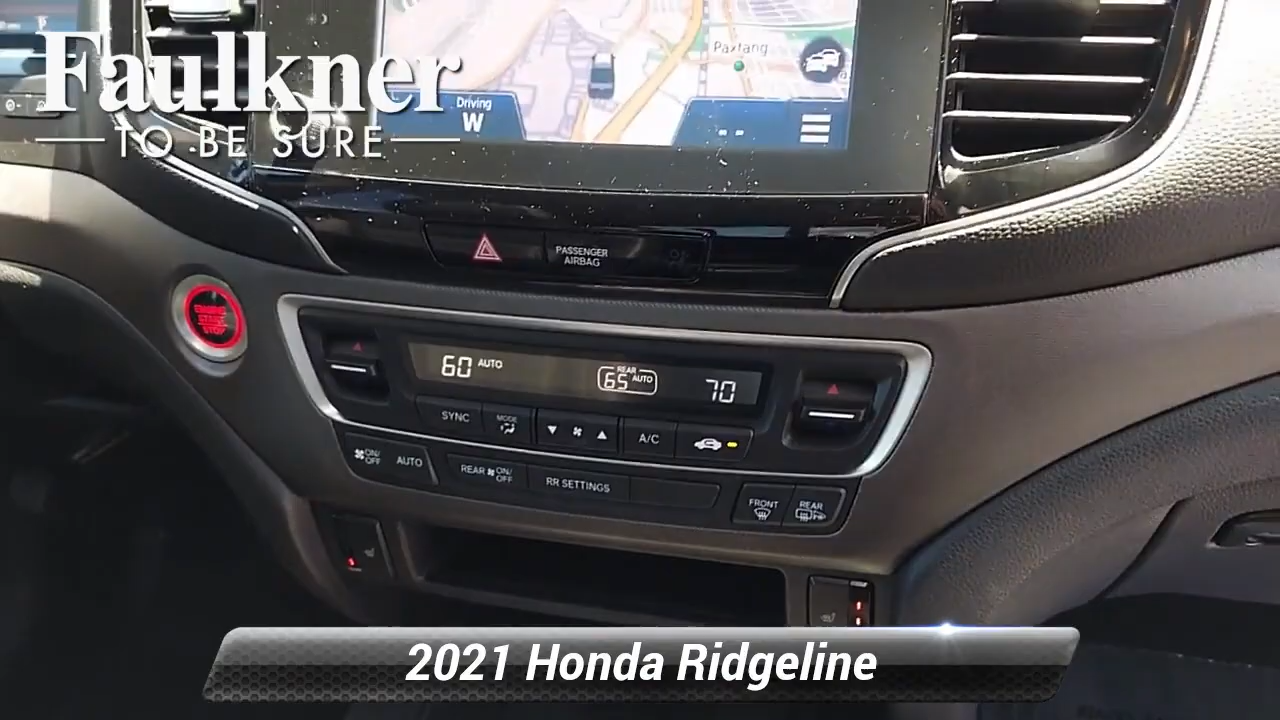 Faulkner
TO BE SURE
Paxtang
Driving
W
PASSENGER
AIRBAG
ENGINE
START
STOP
60 AUTO
REAR
65 AUTO
70
SYNC
MODE
A/C
ON/
OFF
AUTO
REAR ON/
OFF
RR SETTINGS
FRONT
REAR
2021 Honda Ridgeline